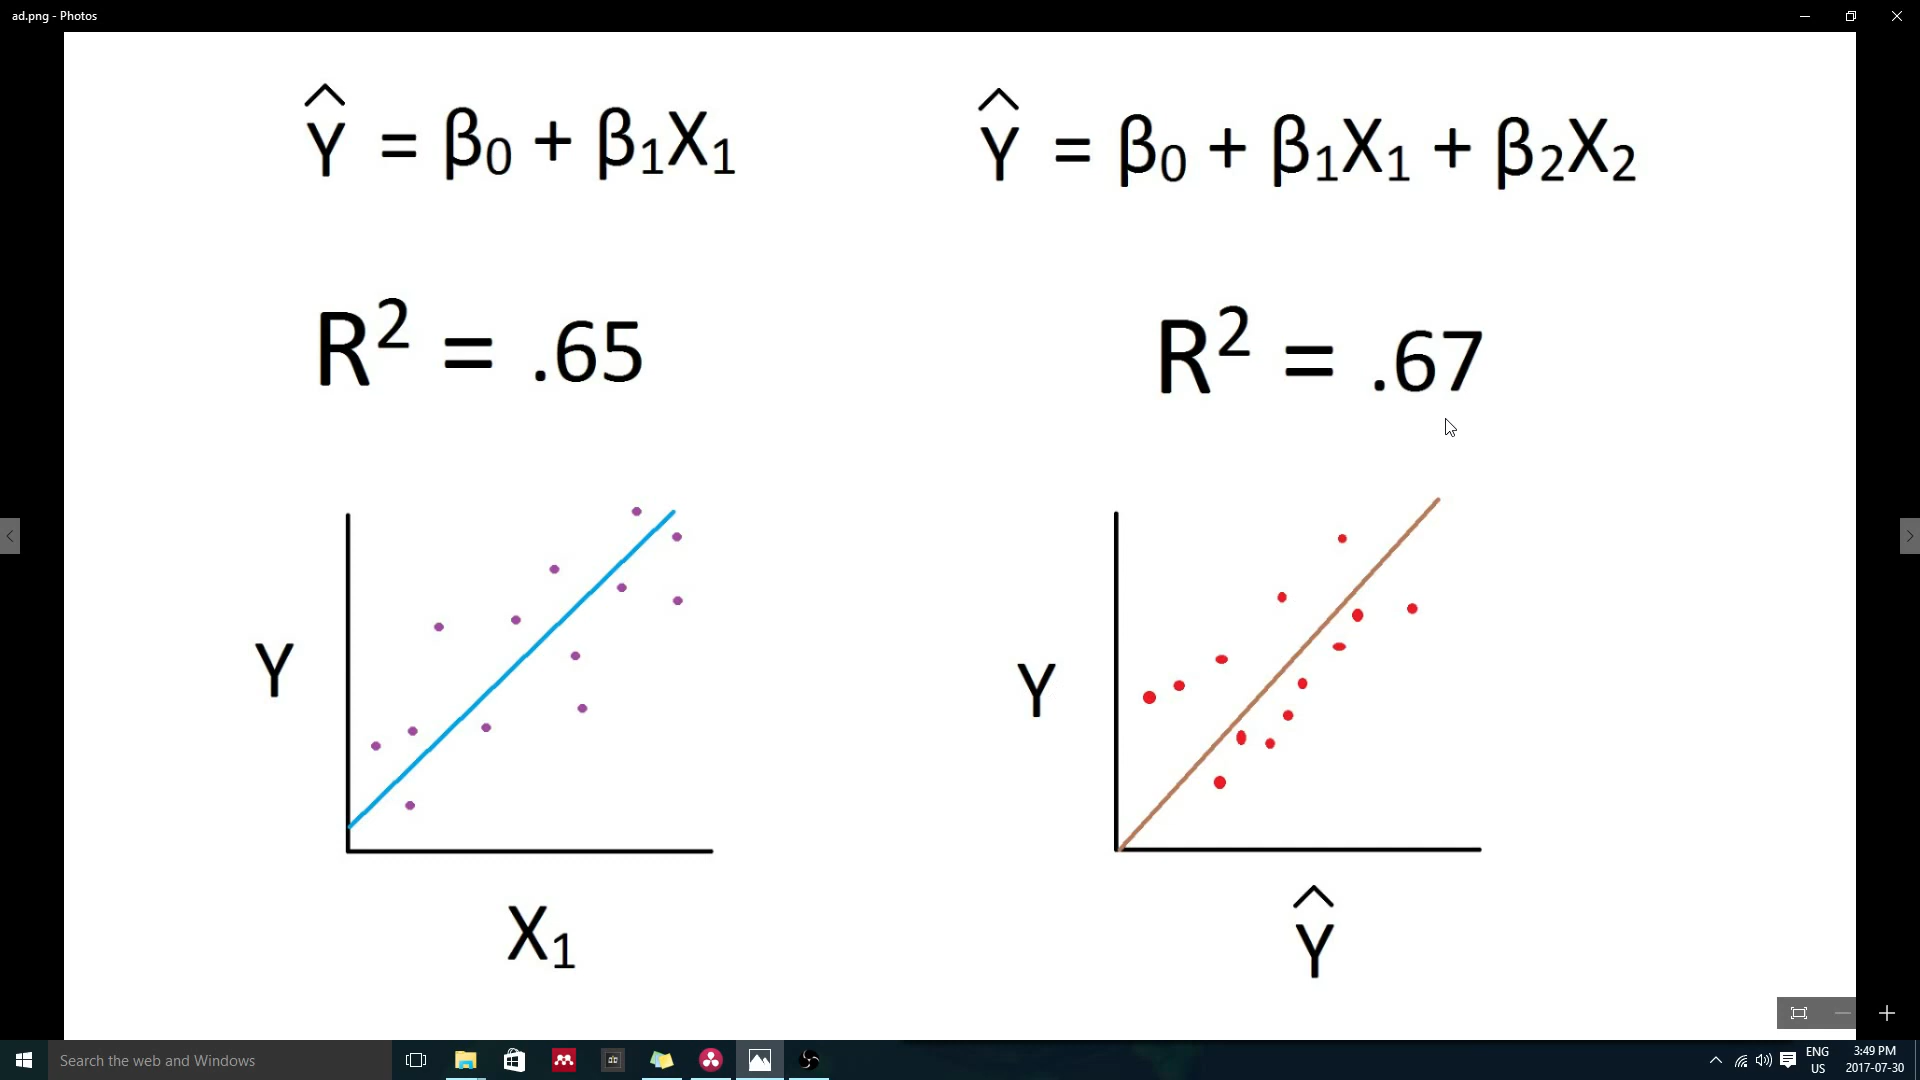 ad.png - Photos
Ŷ = β₀ + β₁X₁
Ŷ = β₀ + β₁X₁ + β₂X₂
R² = .65
R² = .67
Y
X₁
Y
Ŷ
Search the web and Windows
ENG
US
3:49 PM
2017-07-30